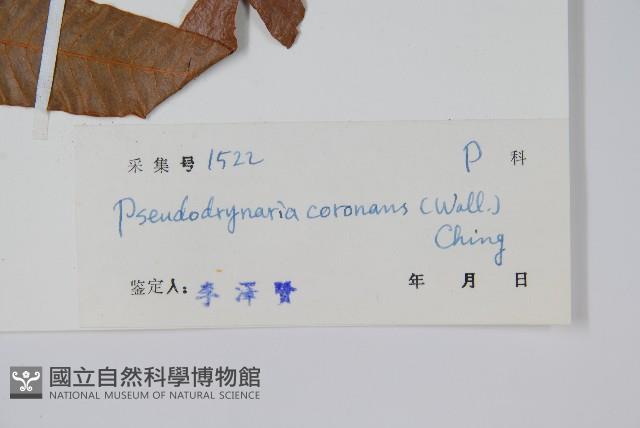 采集号 1522 P 科
Pseudodrynaria coronans (Wall.)
Ching
鉴定人: 李泽贤 年 月 日
國立自然科學博物館
NATIONAL MUSEUM OF NATURAL SCIENCE